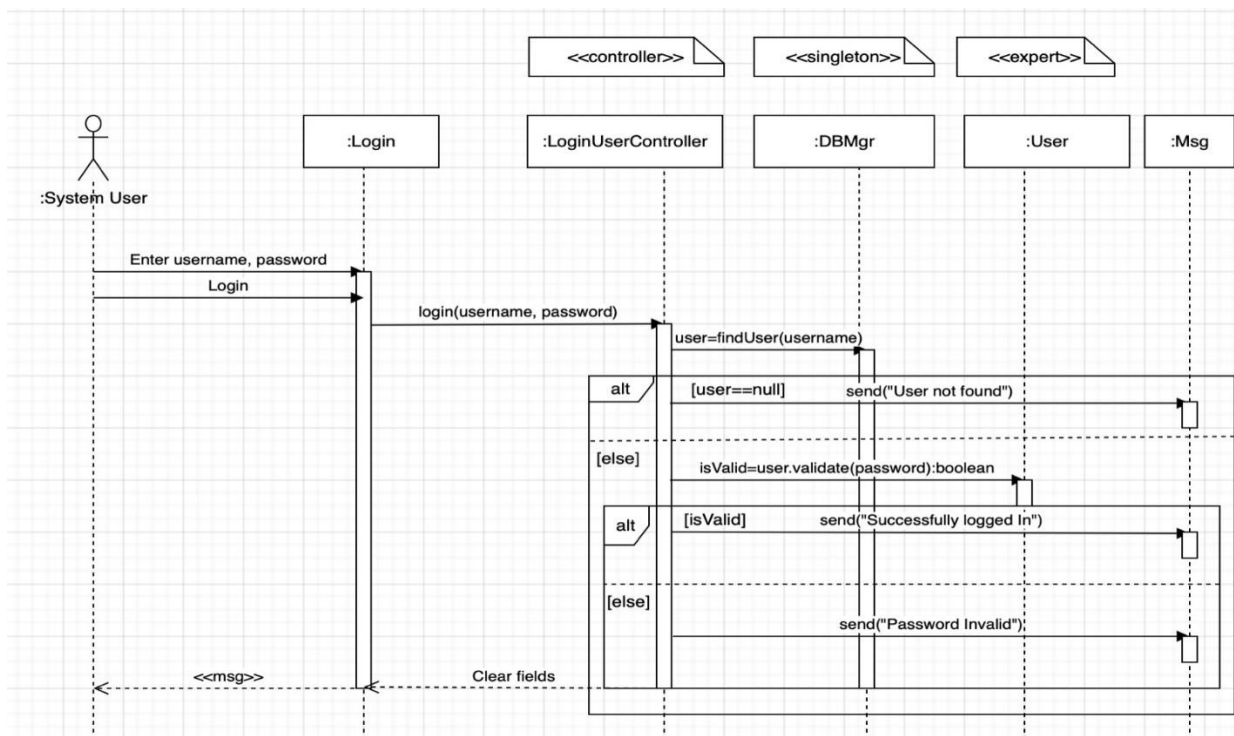 <<controller>>
<<singleton>>
<<expert>>
:Login
:LoginUserController
:DBMgr
:User
:Msg
:System User
Enter username, password
Login
login(username, password)
user=findUser(username)
alt
[user==null]
send("User not found")
[else]
isValid=user.validate(password):boolean
alt
[isValid]
send("Successfully logged In")
[else]
send("Password Invalid")
<<msg>>
Clear fields